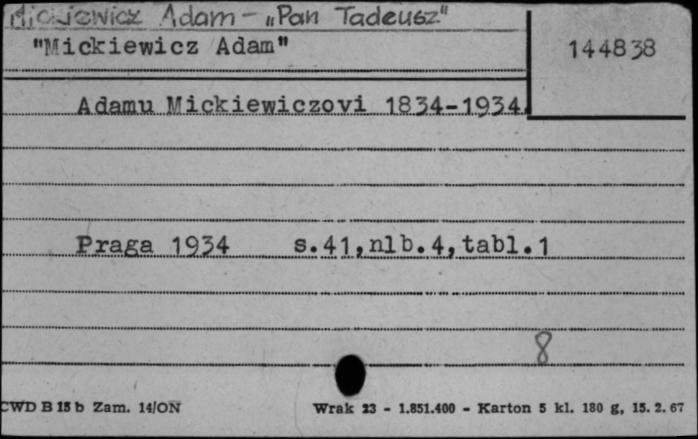 Mickiewicz Adam - „Pan Tadeusz"
"Mickiewicz Adam"
144838
Adamu Mickiewiczovi 1834-1934.
Praga 1934 s.41,nlb.4,tabl.1
8
CWD B 15 b Zam. 14/ON Wrak 23 - 1.851.400 - Karton 5 kl. 180 g, 15. 2. 67